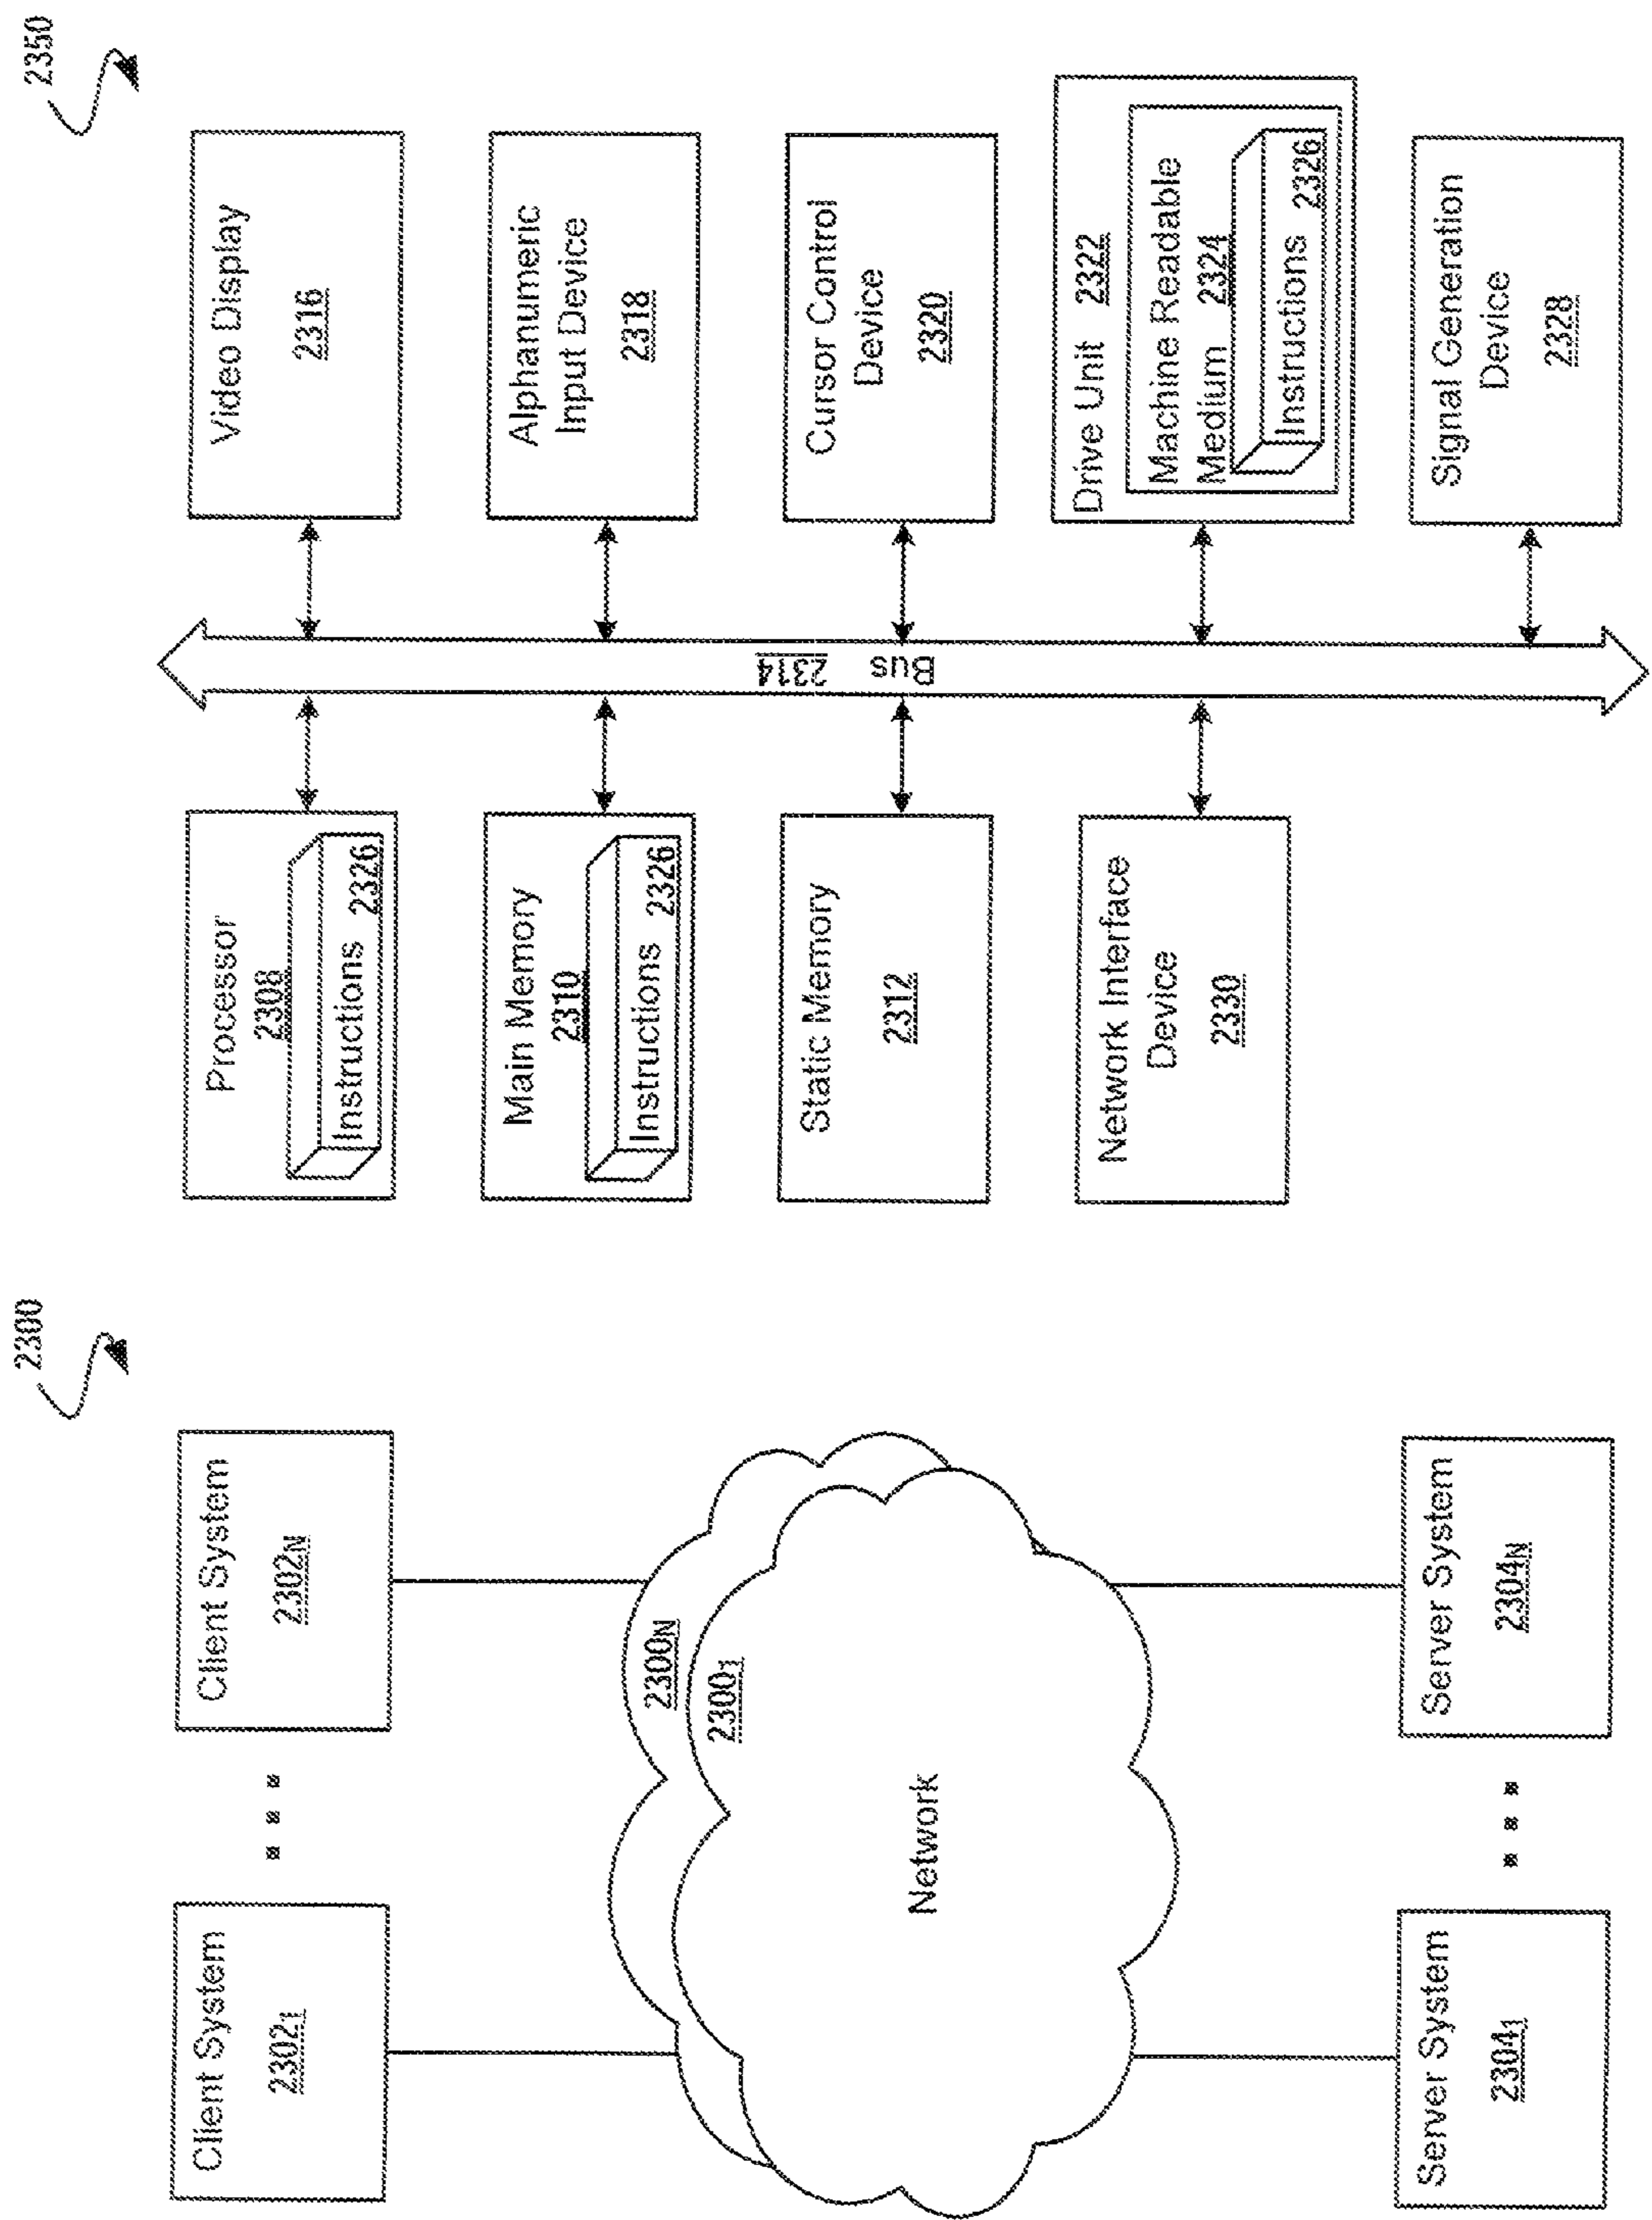 2300
Client System
2302₁
Client System
2302N
2300N
2300₁
Network
Server System
2304₁
Server System
2304N
2350
Processor
2308
Instructions 2326
Main Memory
2310
Instructions 2326
Static Memory
2312
Network Interface
Device
2330
Bus 2314
Video Display
2316
Alphanumeric
Input Device
2318
Cursor Control
Device
2320
Drive Unit 2322
Machine Readable
Medium 2324
Instructions 2326
Signal Generation
Device
2328